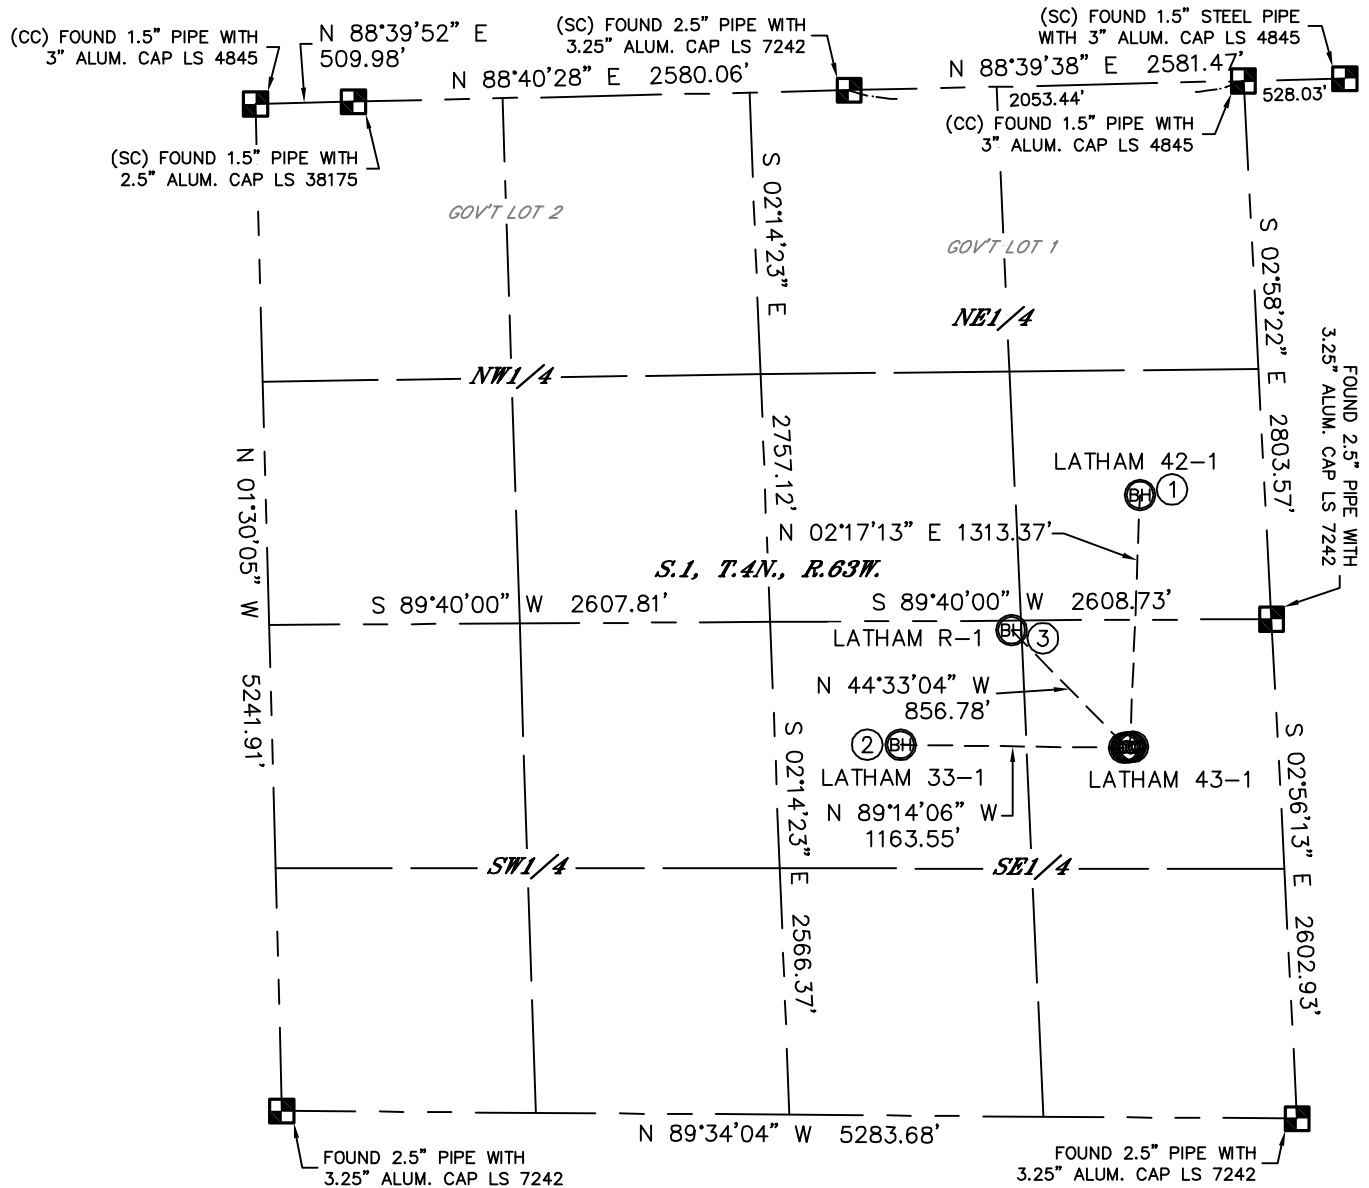 (CC) FOUND 1.5" PIPE WITH
3" ALUM. CAP LS 4845
N 88°39'52" E
509.98'
(SC) FOUND 2.5" PIPE WITH
3.25" ALUM. CAP LS 7242
(SC) FOUND 1.5" STEEL PIPE
WITH 3" ALUM. CAP LS 4845
N 88°40'28" E 2580.06'
N 88°39'38" E 2581.47'
2053.44'
528.03'
(CC) FOUND 1.5" PIPE WITH
3" ALUM. CAP LS 4845
(SC) FOUND 1.5" PIPE WITH
2.5" ALUM. CAP LS 38175
GOV'T LOT 2
S 02°14'23" E 2757.12'
GOV'T LOT 1
S 02°58'22" E 2803.57'
NE1/4
NW1/4
FOUND 2.5" PIPE WITH
3.25" ALUM. CAP LS 7242
N 01°30'05" W 5241.91'
LATHAM 42-1
BH
1
N 02°17'13" E 1313.37'
S.1, T.4N., R.63W.
S 89°40'00" W 2607.81'
S 89°40'00" W 2608.73'
LATHAM R-1
BH
3
N 44°33'04" W
856.78'
2
BH
LATHAM 33-1
LATHAM 43-1
N 89°14'06" W
1163.55'
S 02°14'23" E 2566.37'
S 02°56'13" E 2602.93'
SW1/4
SE1/4
N 89°34'04" W 5283.68'
FOUND 2.5" PIPE WITH
3.25" ALUM. CAP LS 7242
FOUND 2.5" PIPE WITH
3.25" ALUM. CAP LS 7242